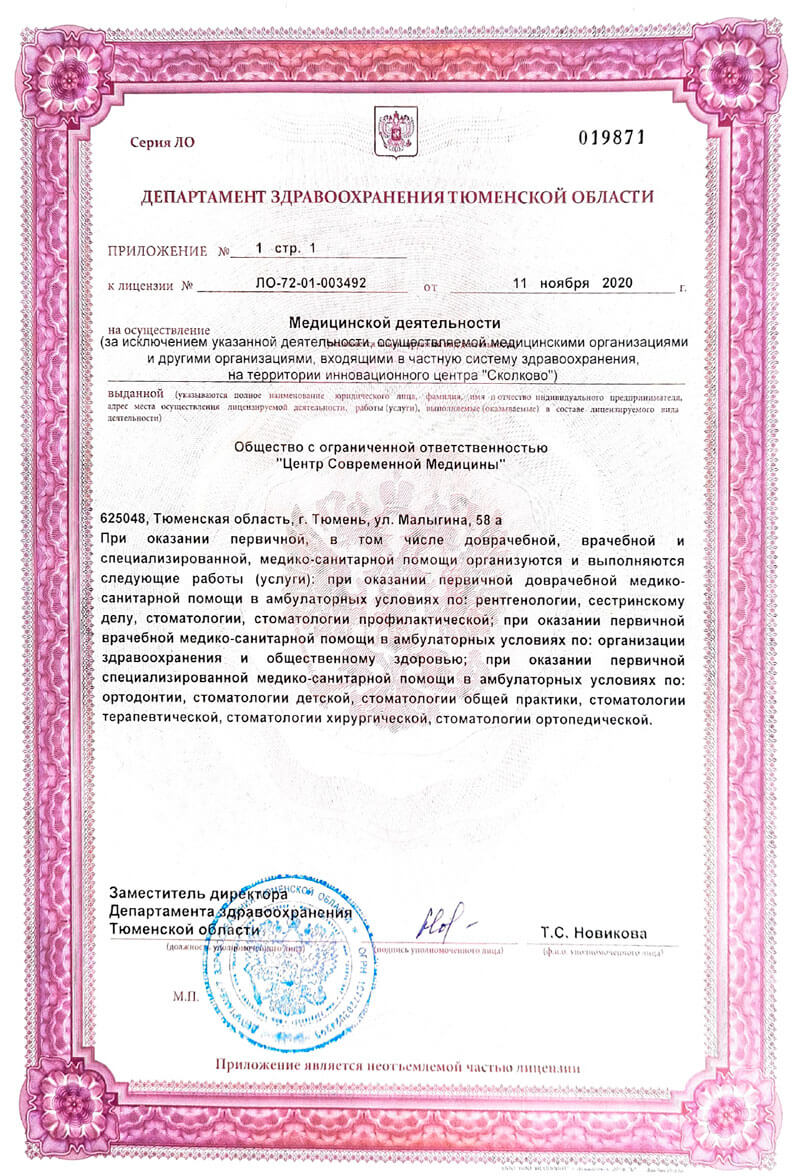 Серия ЛО
019871
ДЕПАРТАМЕНТ ЗДРАВООХРАНЕНИЯ ТЮМЕНСКОЙ ОБЛАСТИ
ПРИЛОЖЕНИЕ № 1 стр. 1
к лицензии № ЛО-72-01-003492 от 11 ноября 2020 г.
на осуществление Медицинской деятельности
(за исключением указанной деятельности, осуществляемой медицинскими организациями
и другими организациями, входящими в частную систему здравоохранения,
на территории инновационного центра "Сколково")
выданной (указываются полное наименование юридического лица, фамилия, имя и отчество индивидуального предпринимателя,
адрес места осуществления лицензируемой деятельности, работы (услуги), выполняемые (оказываемые) в составе лицензируемого вида
деятельности)
Общество с ограниченной ответственностью
"Центр Современной Медицины"
625048, Тюменская область, г. Тюмень, ул. Малыгина, 58 а
При оказании первичной, в том числе доврачебной, врачебной и
специализированной, медико-санитарной помощи организуются и выполняются
следующие работы (услуги): при оказании первичной доврачебной медико-
санитарной помощи в амбулаторных условиях по: рентгенологии, сестринскому
делу, стоматологии, стоматологии профилактической; при оказании первичной
врачебной медико-санитарной помощи в амбулаторных условиях по: организации
здравоохранения и общественному здоровью; при оказании первичной
специализированной медико-санитарной помощи в амбулаторных условиях по:
ортодонтии, стоматологии детской, стоматологии общей практики, стоматологии
терапевтической, стоматологии хирургической, стоматологии ортопедической.
Заместитель директора
Департамента здравоохранения
Тюменской области
Т.С. Новикова
(должность уполномоченного лица)
(подпись уполномоченного лица)
(ф.и.о. уполномоченного лица)
М.П.
Приложение является неотъемлемой частью лицензии